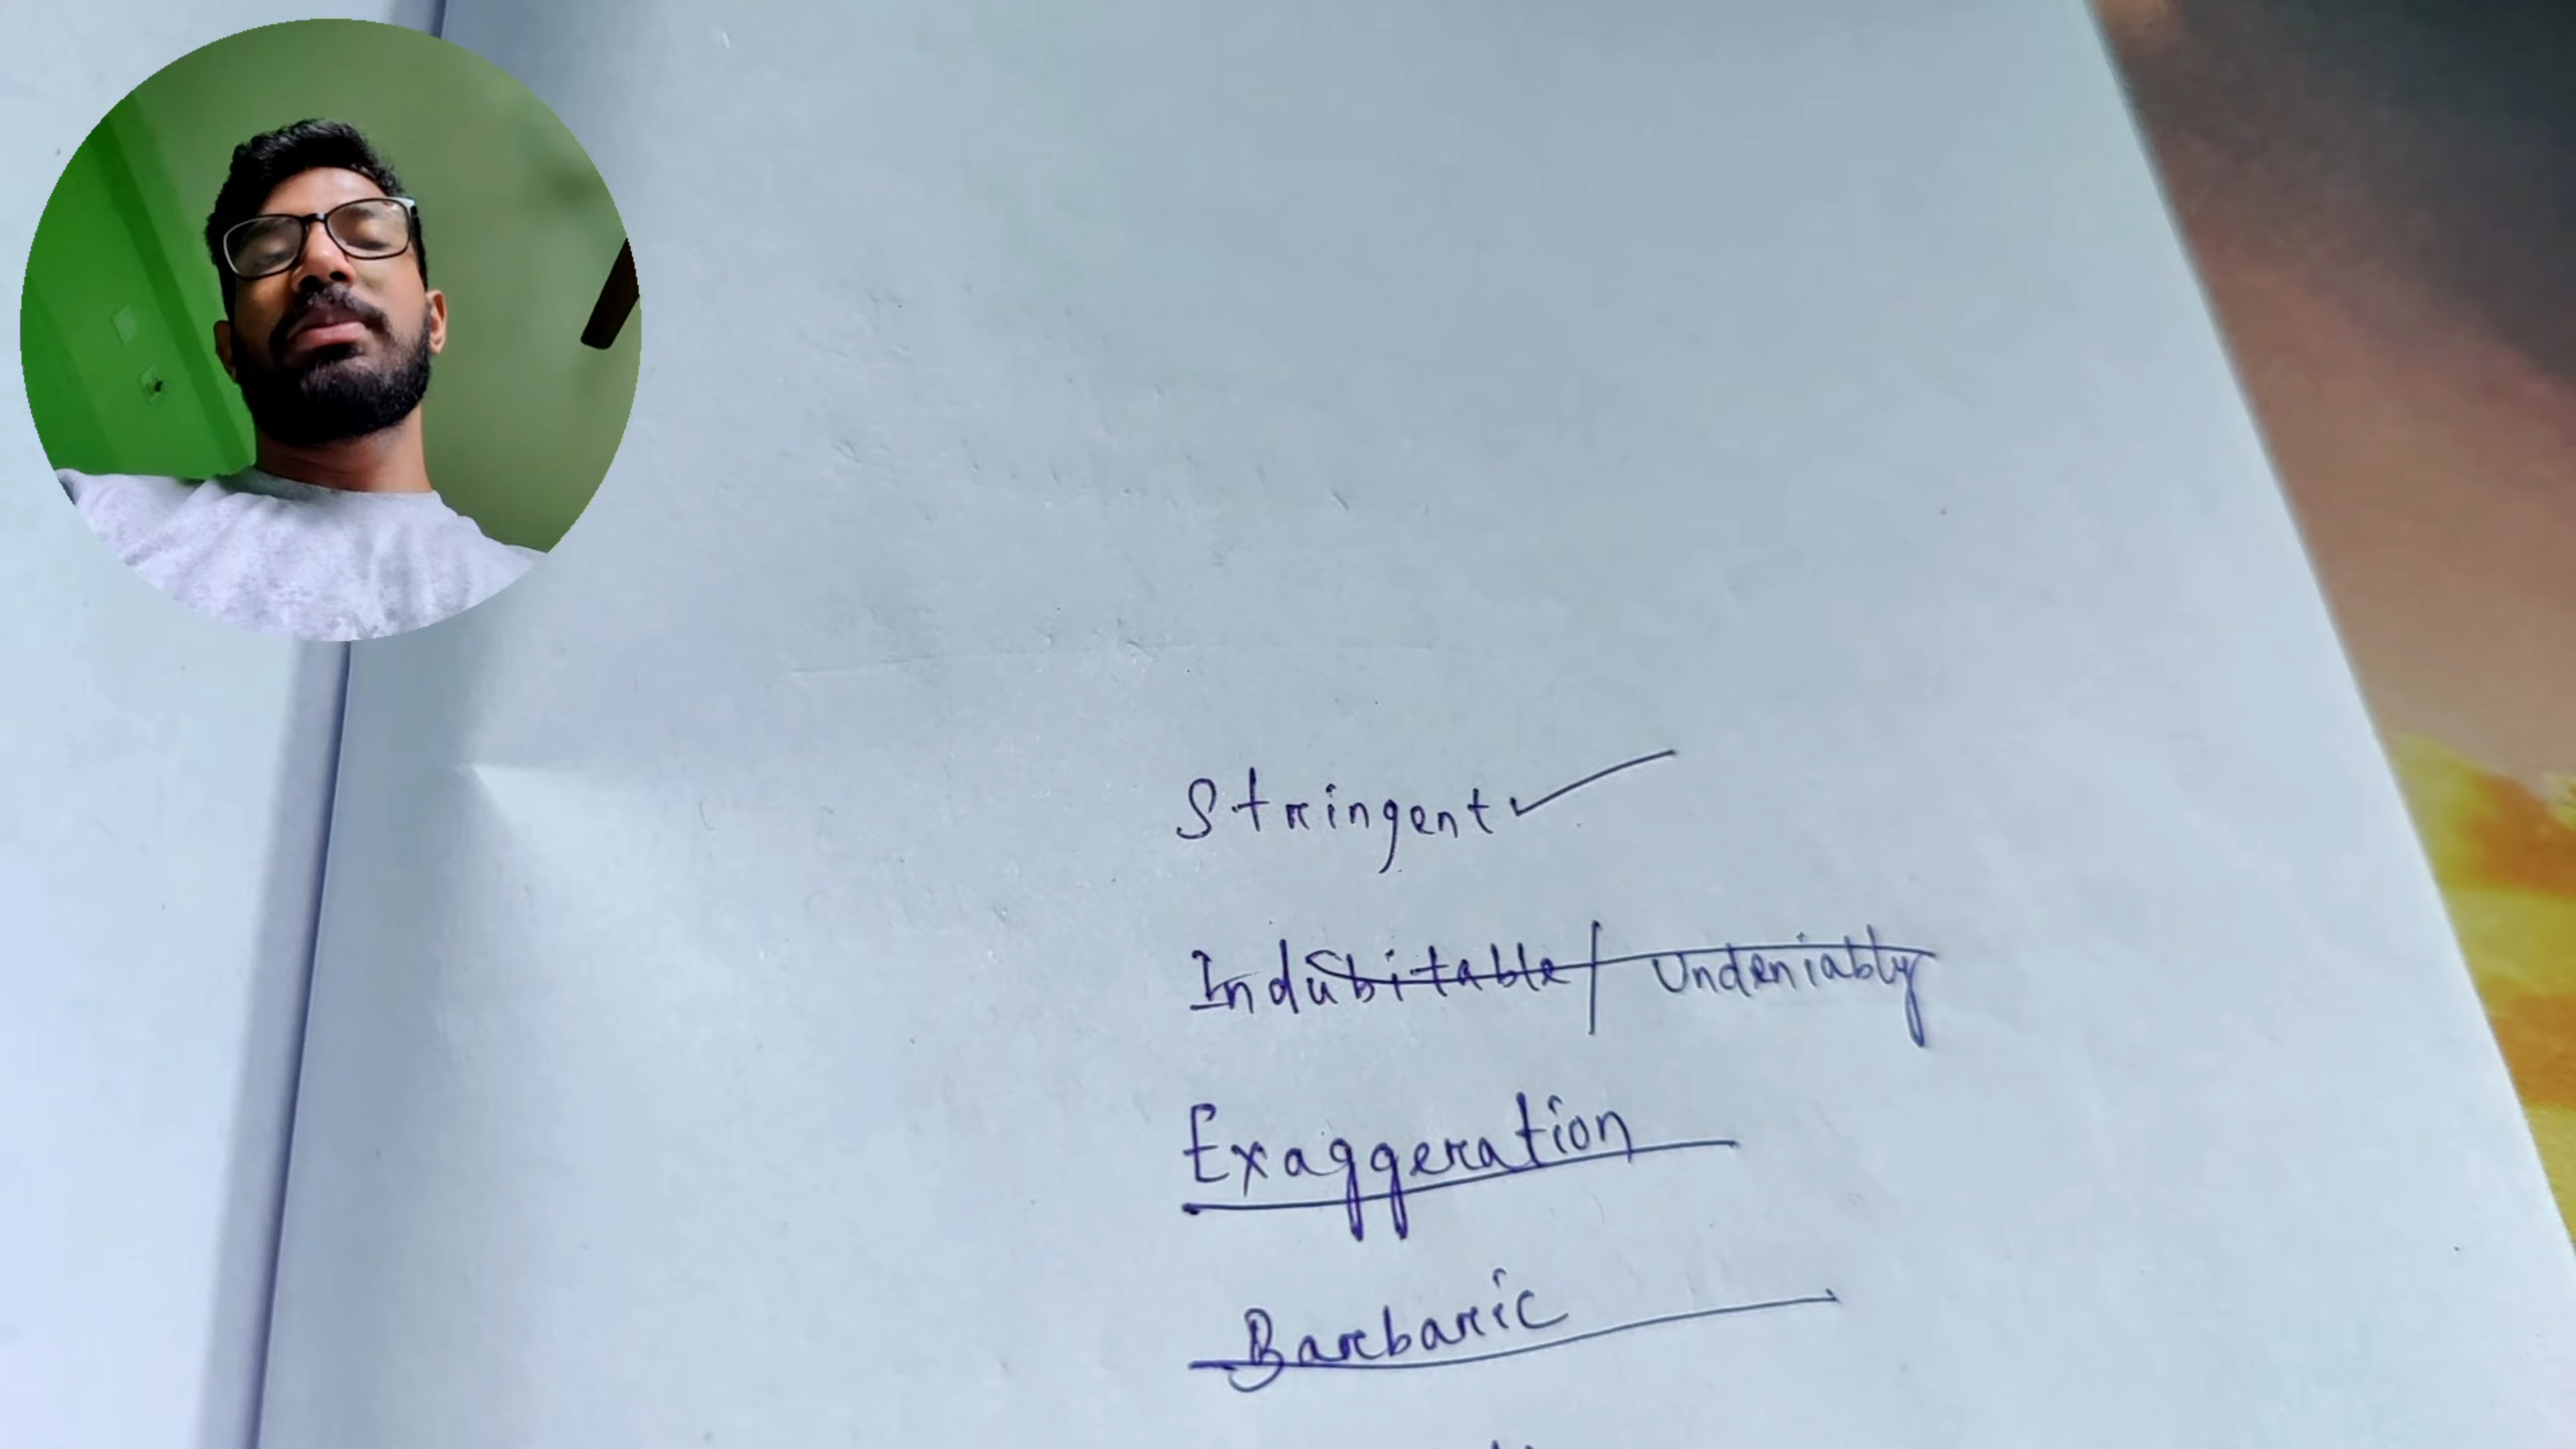 Stringent
Indubitable / Undeniably
Exaggeration
Barbaric